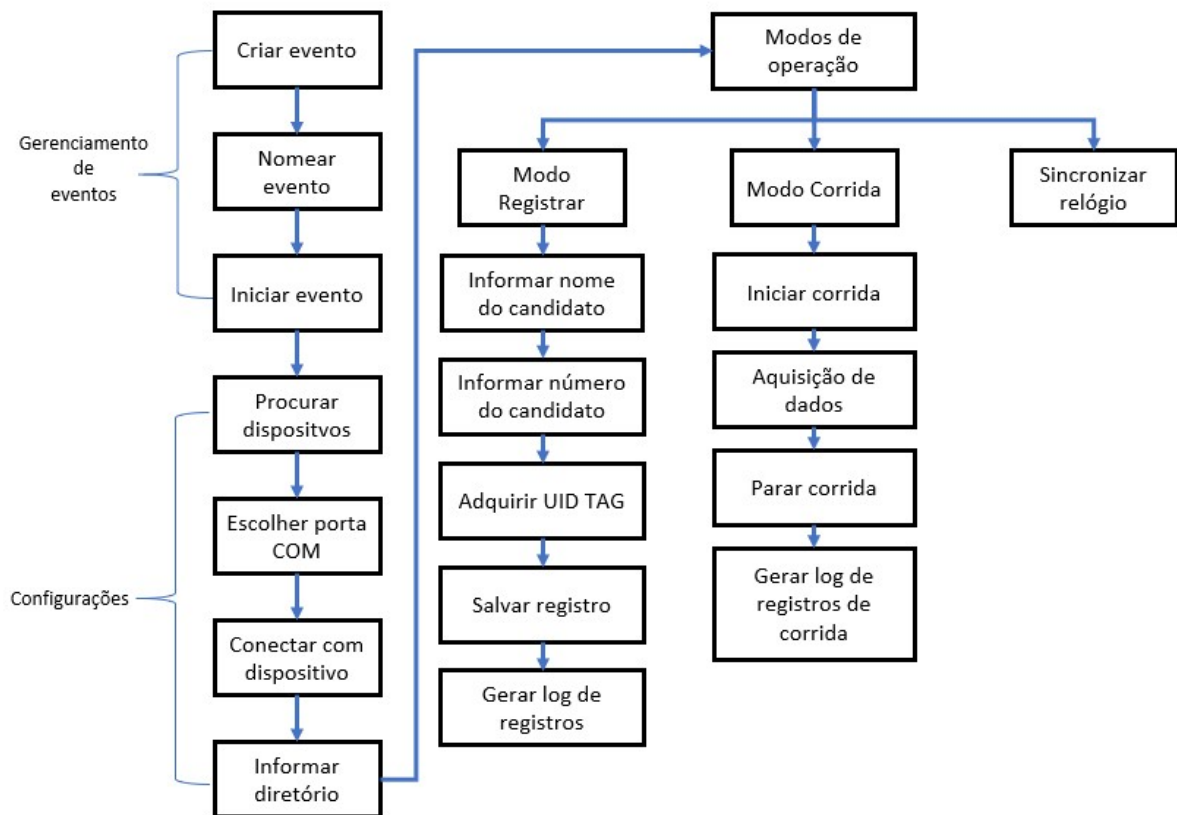 Criar evento
Nomear
evento
Iniciar evento
Gerenciamento
de
eventos
Procurar
dispositvos
Escolher porta
COM
Conectar com
dispositivo
Informar
diretório
Configurações
Modos de
operação
Modo
Registrar
Informar nome
do candidato
Informar número
do candidato
Adquirir UID TAG
Salvar registro
Gerar log de
registros
Modo Corrida
Iniciar corrida
Aquisição de
dados
Parar corrida
Gerar log de
registros de
corrida
Sincronizar
relógio